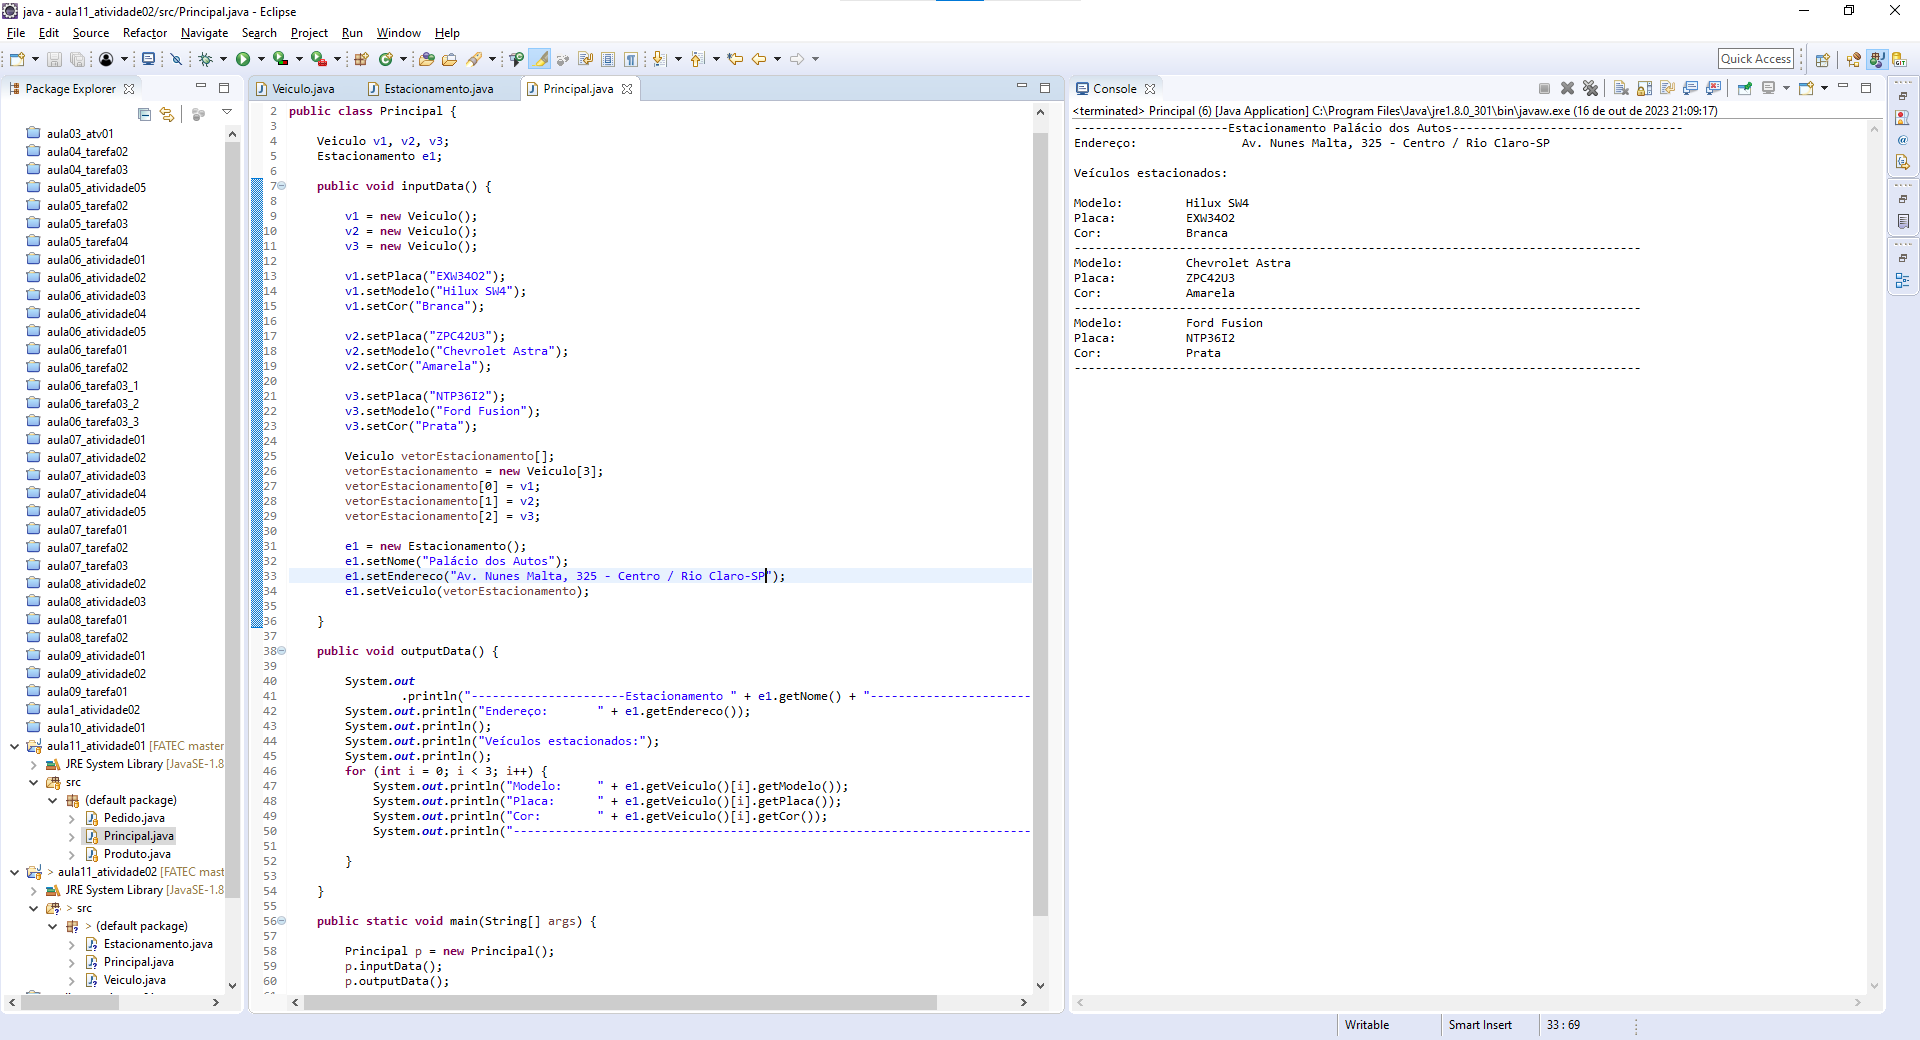 java - aula11_atividade02/src/Principal.java - Eclipse
File Edit Source Refactor Navigate Search Project Run Window Help
Quick Access
Package Explorer
aula03_atv01
aula04_tarefa02
aula04_tarefa03
aula05_atividade05
aula05_tarefa02
aula05_tarefa03
aula05_tarefa04
aula06_atividade01
aula06_atividade02
aula06_atividade03
aula06_atividade04
aula06_atividade05
aula06_tarefa01
aula06_tarefa02
aula06_tarefa03_1
aula06_tarefa03_2
aula06_tarefa03_3
aula07_atividade01
aula07_atividade02
aula07_atividade03
aula07_atividade04
aula07_atividade05
aula07_tarefa01
aula07_tarefa02
aula07_tarefa03
aula08_atividade02
aula08_atividade03
aula08_tarefa01
aula08_tarefa02
aula09_atividade01
aula09_atividade02
aula09_tarefa01
aula1_atividade02
aula10_atividade01
aula11_atividade01 [FATEC master
JRE System Library [JavaSE-1.8
src
(default package)
Pedido.java
Principal.java
Produto.java
> aula11_atividade02 [FATEC mast
JRE System Library [JavaSE-1.8
> src
> (default package)
Estacionamento.java
Principal.java
Veiculo.java
Veiculo.java Estacionamento.java Principal.java
2 public class Principal {
3
4 Veiculo v1, v2, v3;
5 Estacionamento e1;
6
7 public void inputData() {
8
9 v1 = new Veiculo();
10 v2 = new Veiculo();
11 v3 = new Veiculo();
12
13 v1.setPlaca("EXW34O2");
14 v1.setModelo("Hilux SW4");
15 v1.setCor("Branca");
16
17 v2.setPlaca("ZPC42U3");
18 v2.setModelo("Chevrolet Astra");
19 v2.setCor("Amarela");
20
21 v3.setPlaca("NTP36I2");
22 v3.setModelo("Ford Fusion");
23 v3.setCor("Prata");
24
25 Veiculo vetorEstacionamento[];
26 vetorEstacionamento = new Veiculo[3];
27 vetorEstacionamento[0] = v1;
28 vetorEstacionamento[1] = v2;
29 vetorEstacionamento[2] = v3;
30
31 e1 = new Estacionamento();
32 e1.setNome("Palácio dos Autos");
33 e1.setEndereco("Av. Nunes Malta, 325 - Centro / Rio Claro-SP");
34 e1.setVeiculo(vetorEstacionamento);
35
36 }
37
38 public void outputData() {
39
40 System.out
41 .println("----------------------Estacionamento " + e1.getNome() + "-----------------------
42 System.out.println("Endereço: " + e1.getEndereco());
43 System.out.println();
44 System.out.println("Veículos estacionados:");
45 System.out.println();
46 for (int i = 0; i < 3; i++) {
47 System.out.println("Modelo: " + e1.getVeiculo()[i].getModelo());
48 System.out.println("Placa: " + e1.getVeiculo()[i].getPlaca());
49 System.out.println("Cor: " + e1.getVeiculo()[i].getCor());
50 System.out.println("--------------------------------------------------------------------------
51
52 }
53
54 }
55
56 public static void main(String[] args) {
57
58 Principal p = new Principal();
59 p.inputData();
60 p.outputData();
Console
<terminated> Principal (6) [Java Application] C:\Program Files\Java\jre1.8.0_301\bin\javaw.exe (16 de out de 2023 21:09:17)
----------------------Estacionamento Palácio dos Autos---------------------------------
Endereço: Av. Nunes Malta, 325 - Centro / Rio Claro-SP
Veículos estacionados:
Modelo: Hilux SW4
Placa: EXW34O2
Cor: Branca
---------------------------------------------------------------------------------
Modelo: Chevrolet Astra
Placa: ZPC42U3
Cor: Amarela
---------------------------------------------------------------------------------
Modelo: Ford Fusion
Placa: NTP36I2
Cor: Prata
---------------------------------------------------------------------------------
Writable Smart Insert 33 : 69